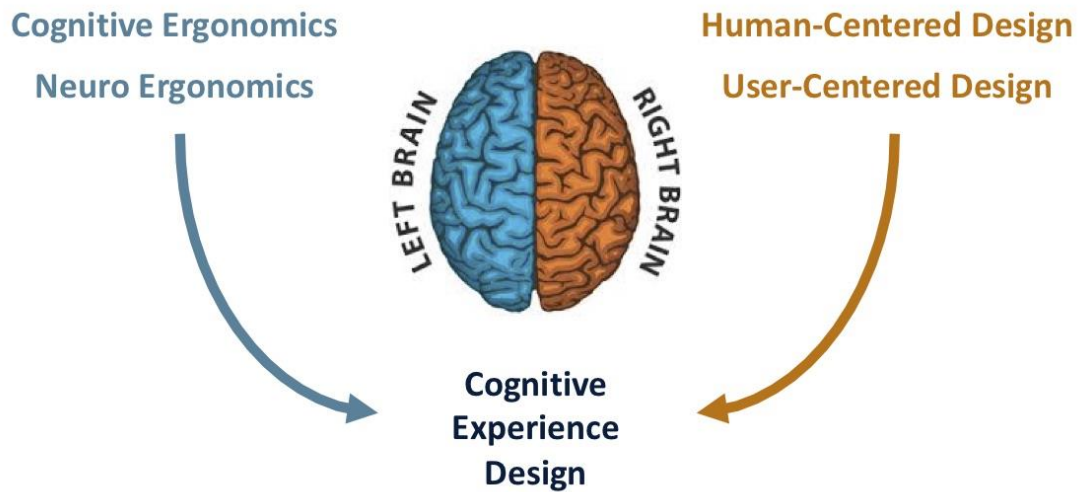 Cognitive Ergonomics
Neuro Ergonomics
LEFT BRAIN
RIGHT BRAIN
Human-Centered Design
User-Centered Design
Cognitive
Experience
Design